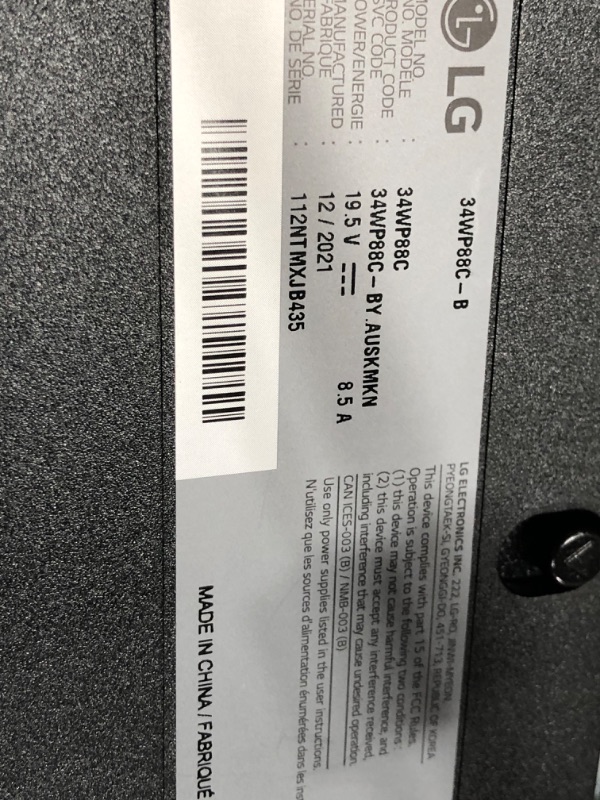 LG
34WP88C-B
MODEL NO.
NO. MODELE : 34WP88C
PRODUCT CODE
SVC CODE : 34WP88C-BY.AUSKMKN
POWER/ENERGIE : 19.5 V 8.5 A
MANUFACTURED
FABRIQUE : 12 / 2021
SERIAL NO.
NO. DE SERIE : 112NTMXJB435
LG ELECTRONICS INC. 222, LG-RO, JINWI-MYEON,
PYEONGTAEK-SI, GYEONGGI-DO, 451-713, REPUBLIC OF KOREA
This device complies with part 15 of the FCC Rules.
Operation is subject to the following two conditions :
(1) this device may not cause harmful interference, and
(2) this device must accept any interference received,
including interference that may cause undesired operation.
CAN ICES-003 (B) / NMB-003 (B)
Use only power supplies listed in the user instructions.
N'utilisez que les sources d'alimentation énumérées dans les ins
MADE IN CHINA / FABRIQUÉ